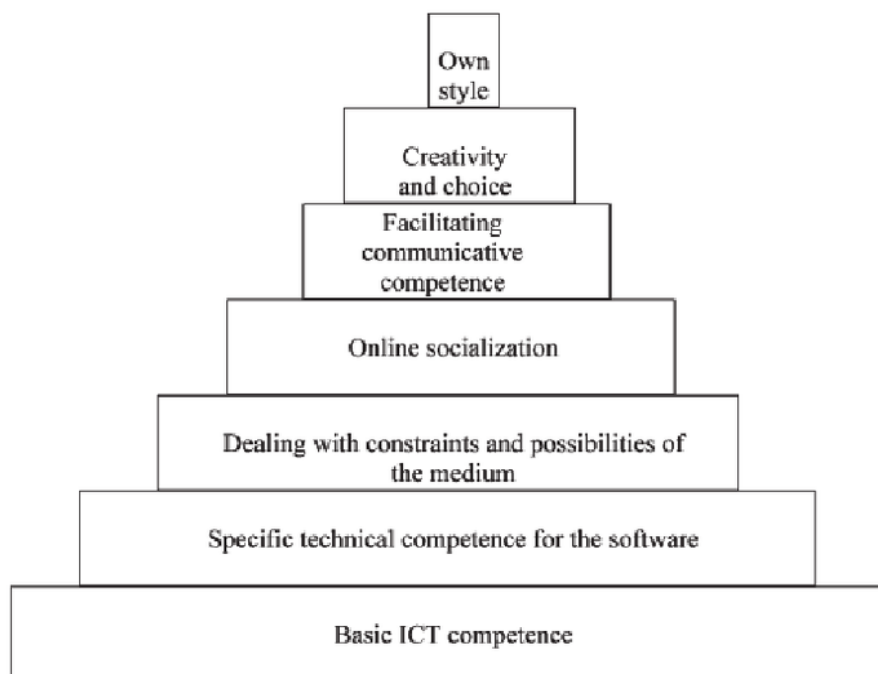 Own
style
Creativity
and choice
Facilitating
communicative
competence
Online socialization
Dealing with constraints and possibilities of
the medium
Specific technical competence for the software
Basic ICT competence